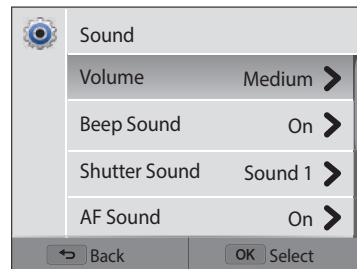 Sound
Volume Medium
Beep Sound On
Shutter Sound Sound 1
AF Sound On
Back OK Select